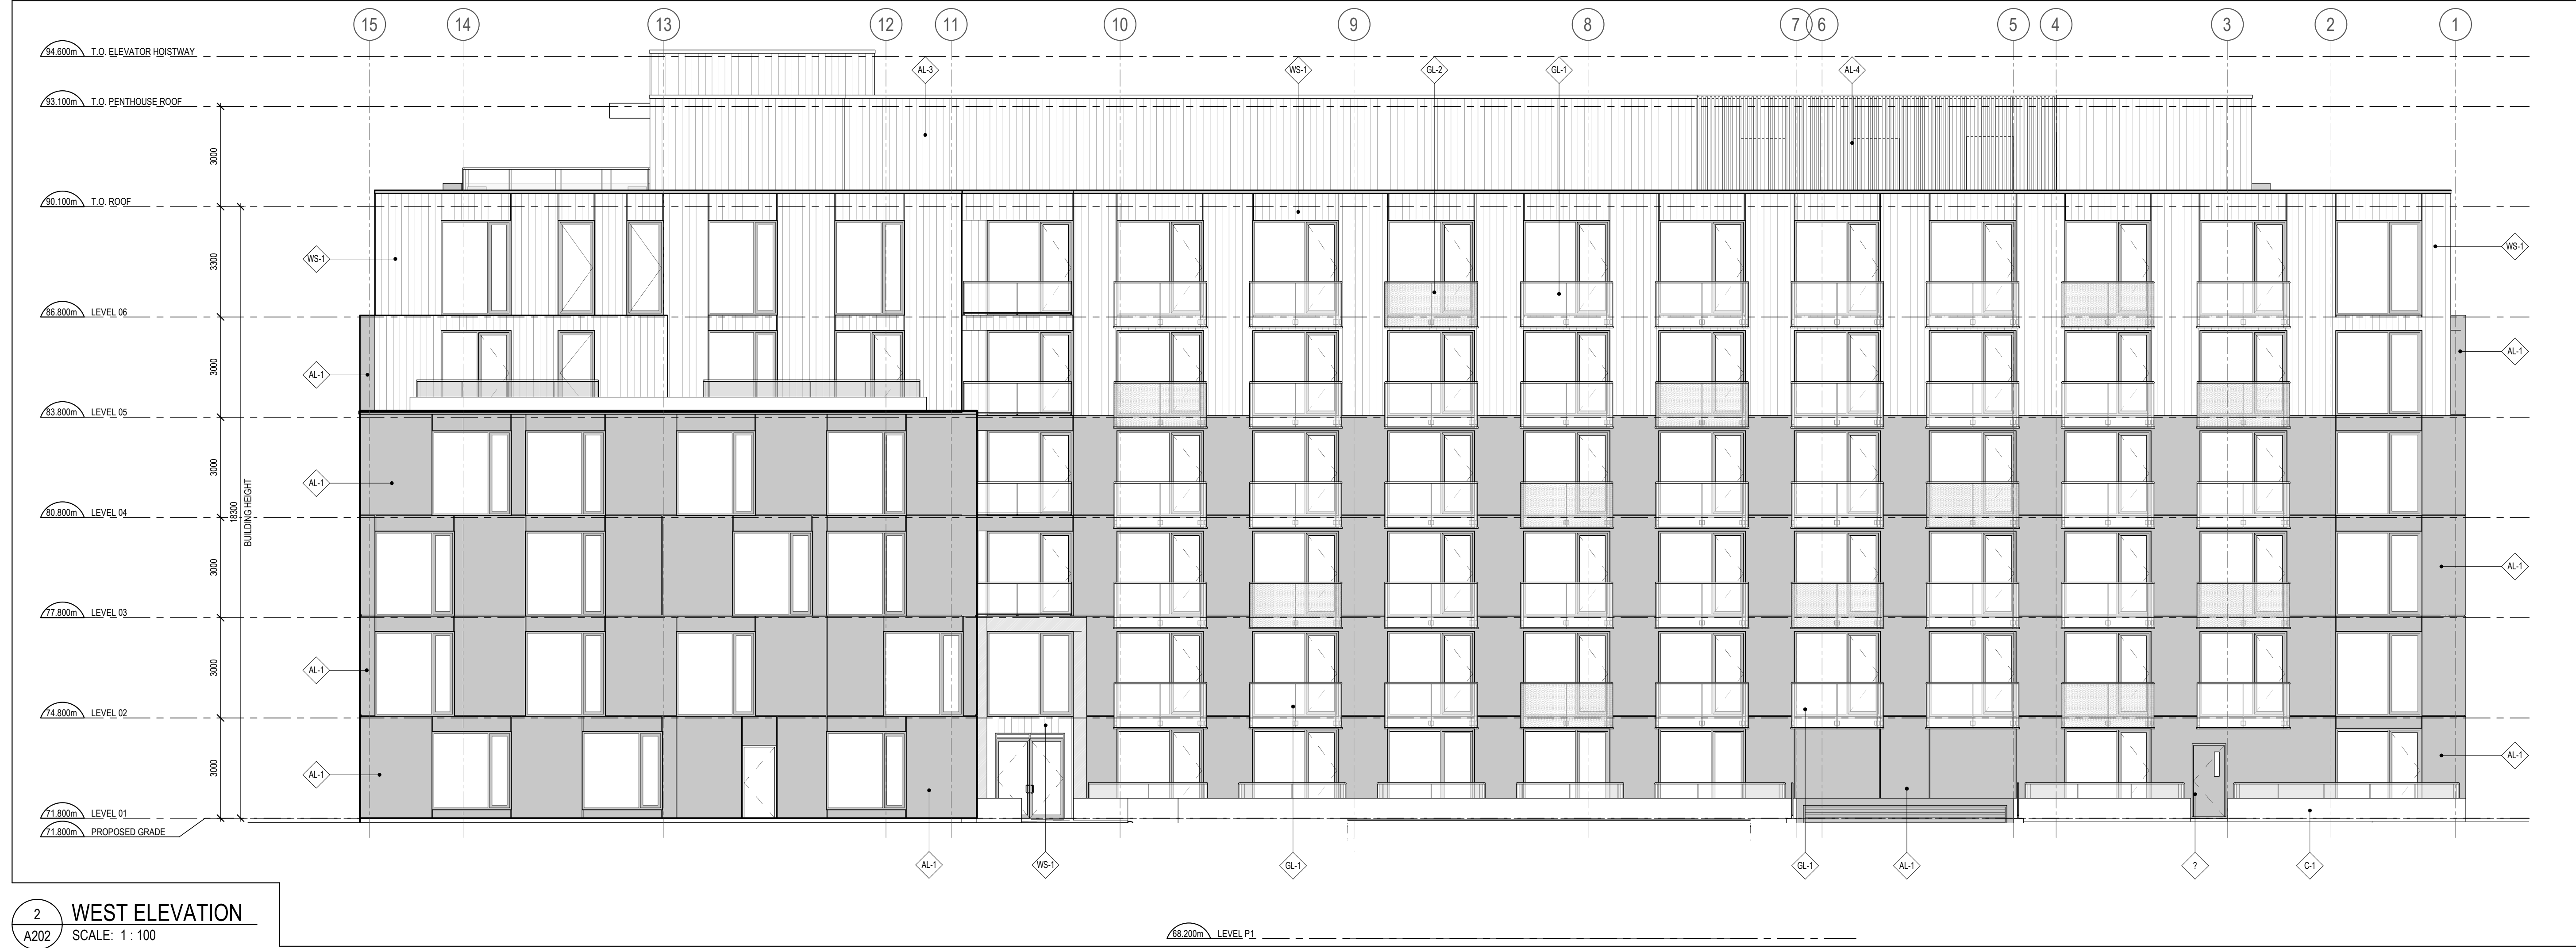 15 14 13 12 11 10 9 8 7 6 5 4 3 2 1
94.600m T.O. ELEVATOR HOISTWAY
AL-3 WS-1 GL-2 GL-1 AL-4
93.100m T.O. PENTHOUSE ROOF
3000
90.100m T.O. ROOF
WS-1 WS-1
3300
86.800m LEVEL 06
AL-1 AL-1
3000
83.800m LEVEL 05
3000
AL-1
18300
BUILDING HEIGHT
80.800m LEVEL 04
3000
AL-1
77.800m LEVEL 03
3000
AL-1
74.800m LEVEL 02
3000
AL-1 AL-1
71.800m LEVEL 01
71.800m PROPOSED GRADE
AL-1 WS-1 GL-1 GL-1 AL-1 ? C-1
2
A202
WEST ELEVATION
SCALE: 1 : 100
68.200m LEVEL P1